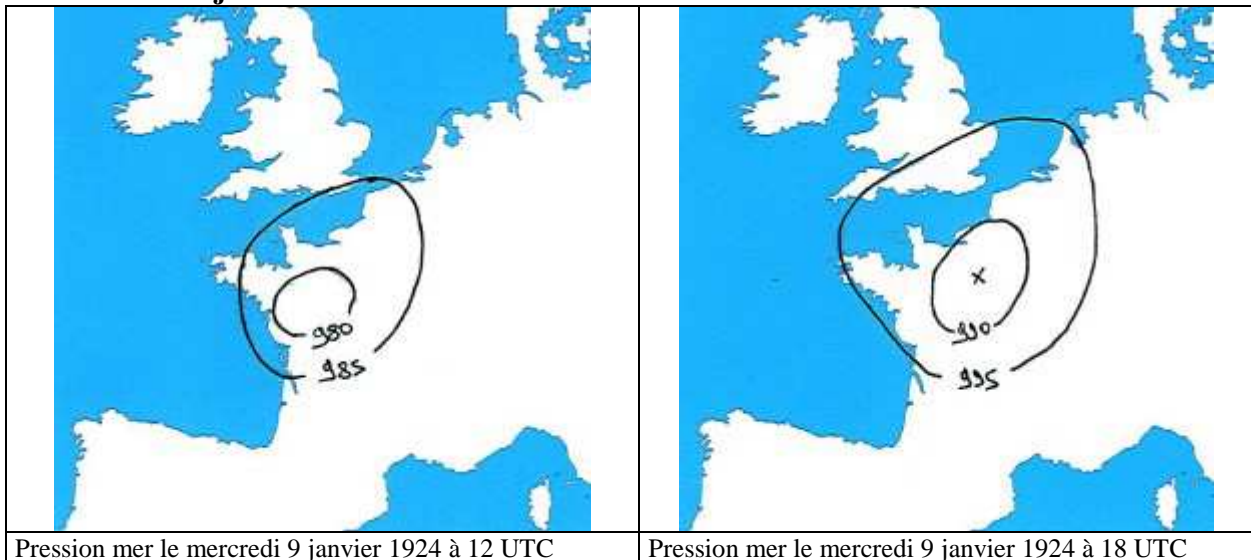 980
985
x
990
995
Pression mer le mercredi 9 janvier 1924 à 12 UTC
Pression mer le mercredi 9 janvier 1924 à 18 UTC